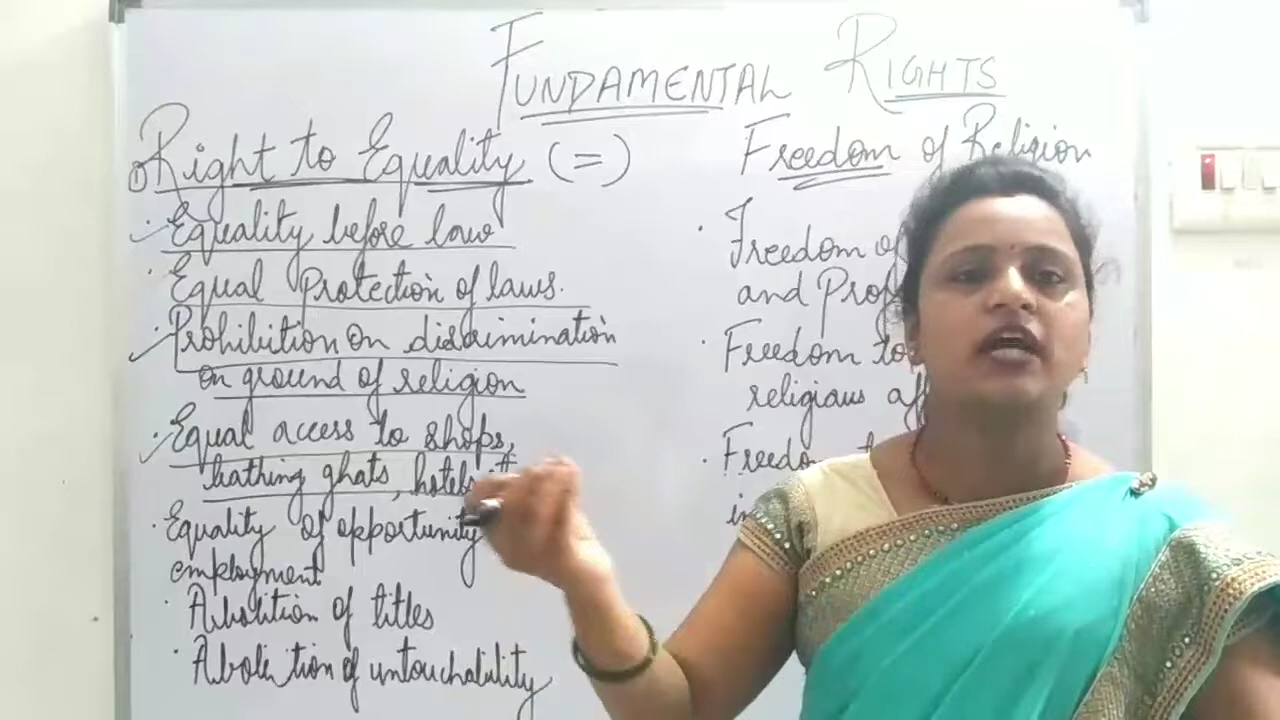 FUNDAMENTAL RIGHTS
Right to Equality (=)
· Equality before law
· Equal Protection of laws.
· Prohibition on discrimination
on ground of religion
· Equal access to shops,
bathing ghats, hotels
· Equality of opportunity
employment
· Abolition of titles
· Abolition of untouchability
Freedom of Religion
· Freedom of
and
· Freedom to
religious
· Freedom